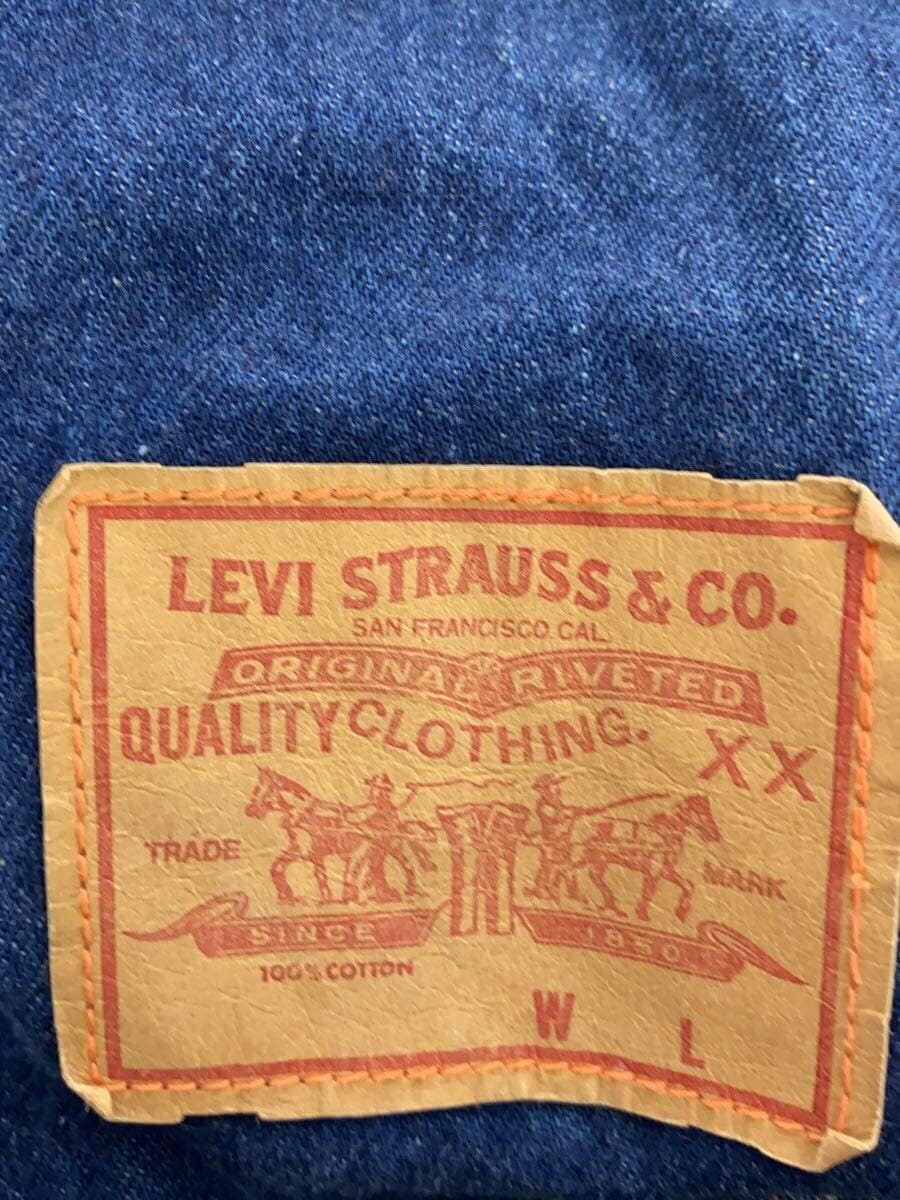 LEVI STRAUSS & CO.
SAN FRANCISCO CAL.
ORIGINAL RIVETED
QUALITY CLOTHING. XX
TRADE MARK
SINCE 1850
100% COTTON
W L